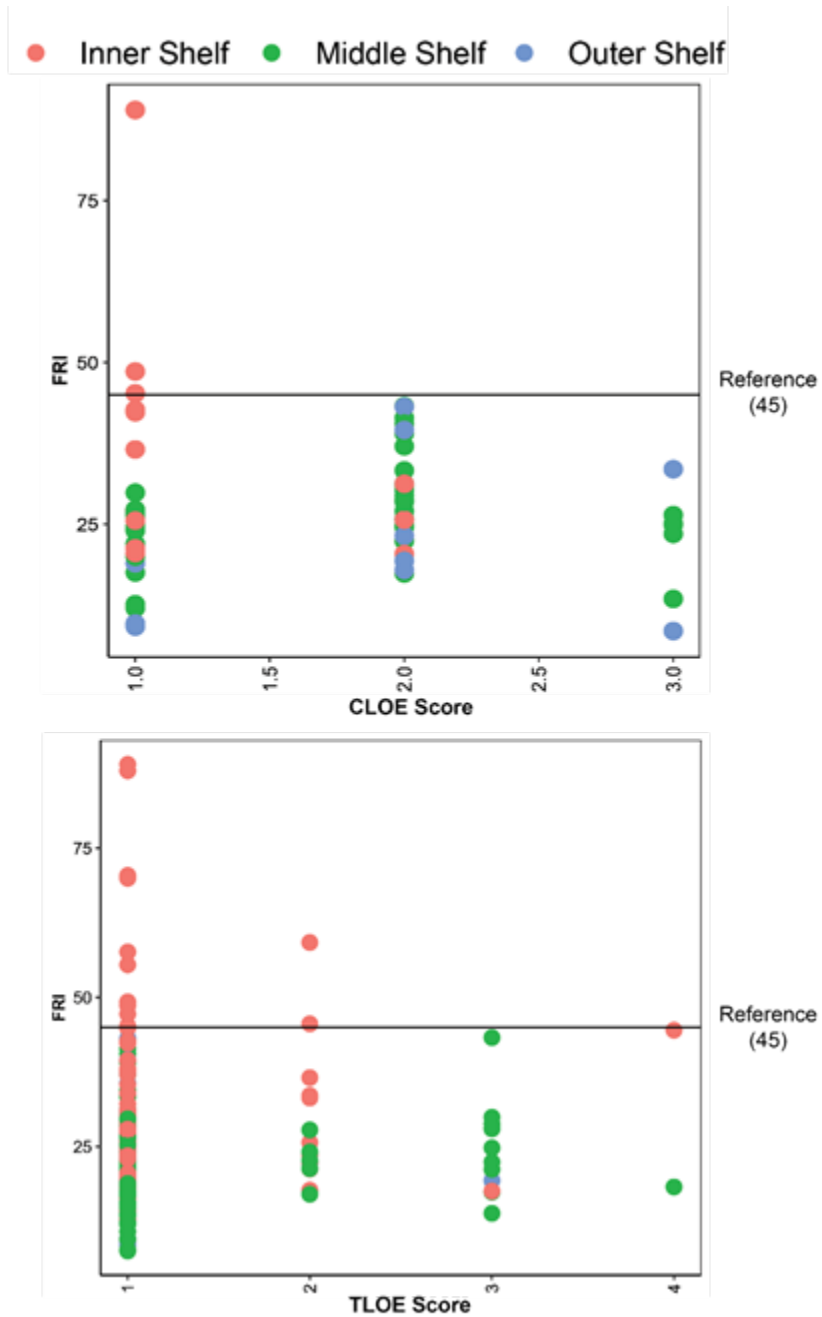 Inner Shelf Middle Shelf Outer Shelf
75
50
25
FRI
Reference
(45)
1.0 1.5 2.0 2.5 3.0
CLOE Score
75
50
25
FRI
Reference
(45)
1 2 3 4
TLOE Score